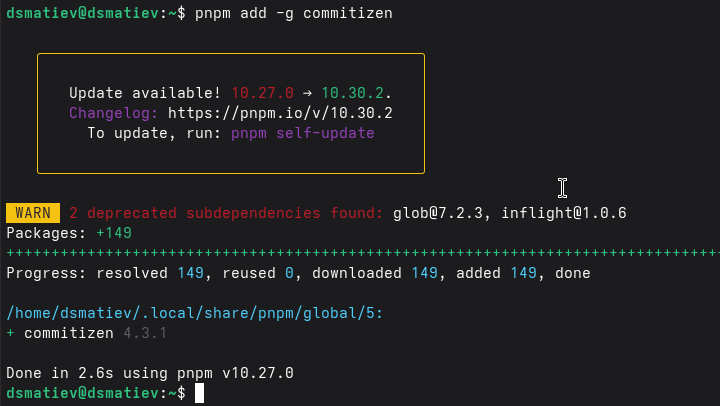 dsmatiev@dsmatiev:~$ pnpm add -g commitizen
Update available! 10.27.0 → 10.30.2.
Changelog: https://pnpm.io/v/10.30.2
To update, run: pnpm self-update
WARN 2 deprecated subdependencies found: glob@7.2.3, inflight@1.0.6
Packages: +149
++++++++++++++++++++++++++++++++++++++++++++++++++++++++++++++++++++++++++++++++
Progress: resolved 149, reused 0, downloaded 149, added 149, done
/home/dsmatiev/.local/share/pnpm/global/5:
+ commitizen 4.3.1
Done in 2.6s using pnpm v10.27.0
dsmatiev@dsmatiev:~$